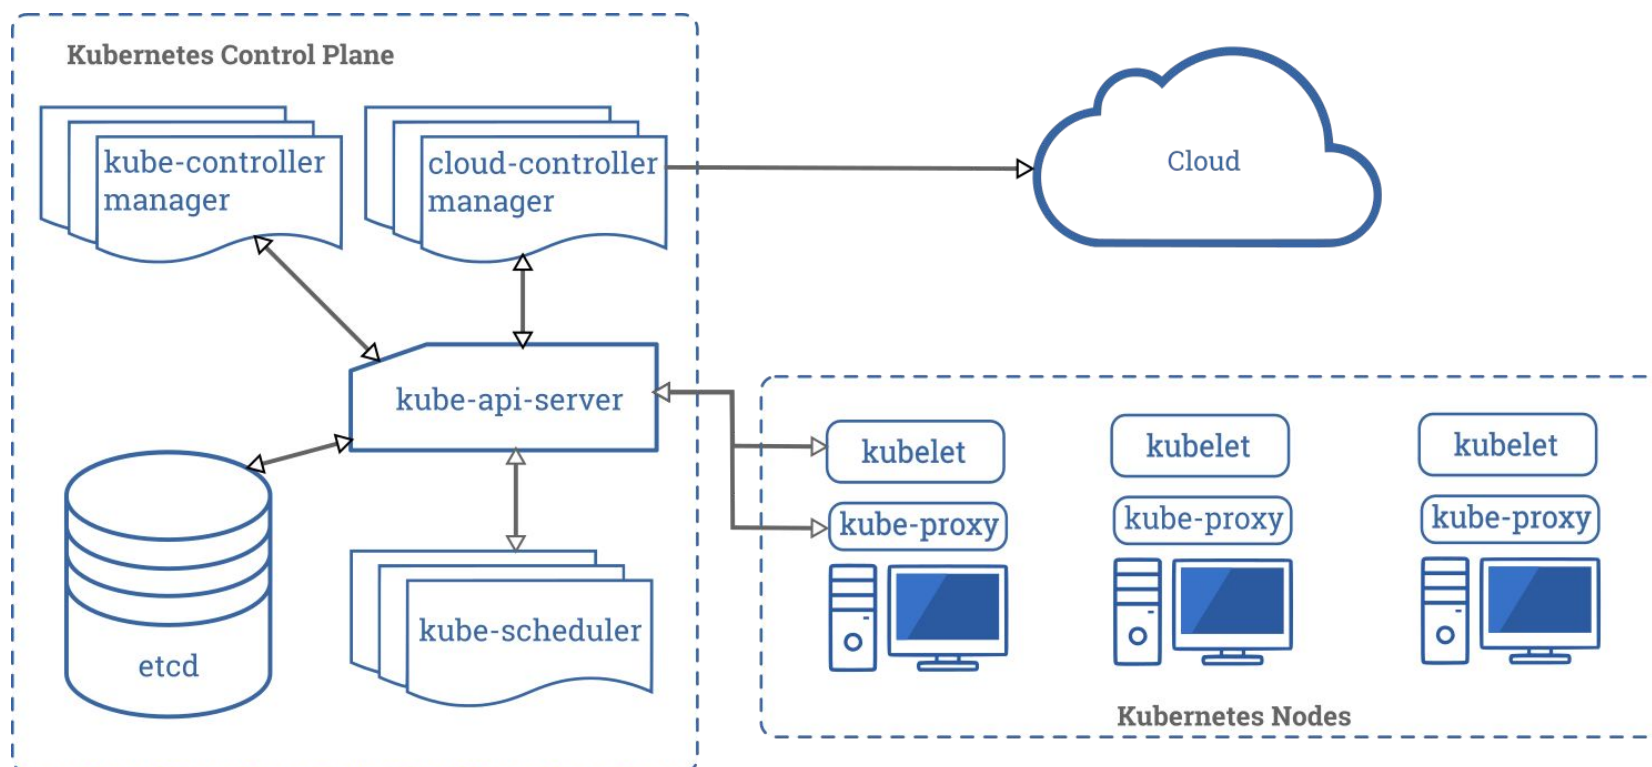 Kubernetes Control Plane
kube-controller
manager
cloud-controller
manager
Cloud
kube-api-server
etcd
kube-scheduler
kubelet
kube-proxy
kubelet
kube-proxy
kubelet
kube-proxy
Kubernetes Nodes